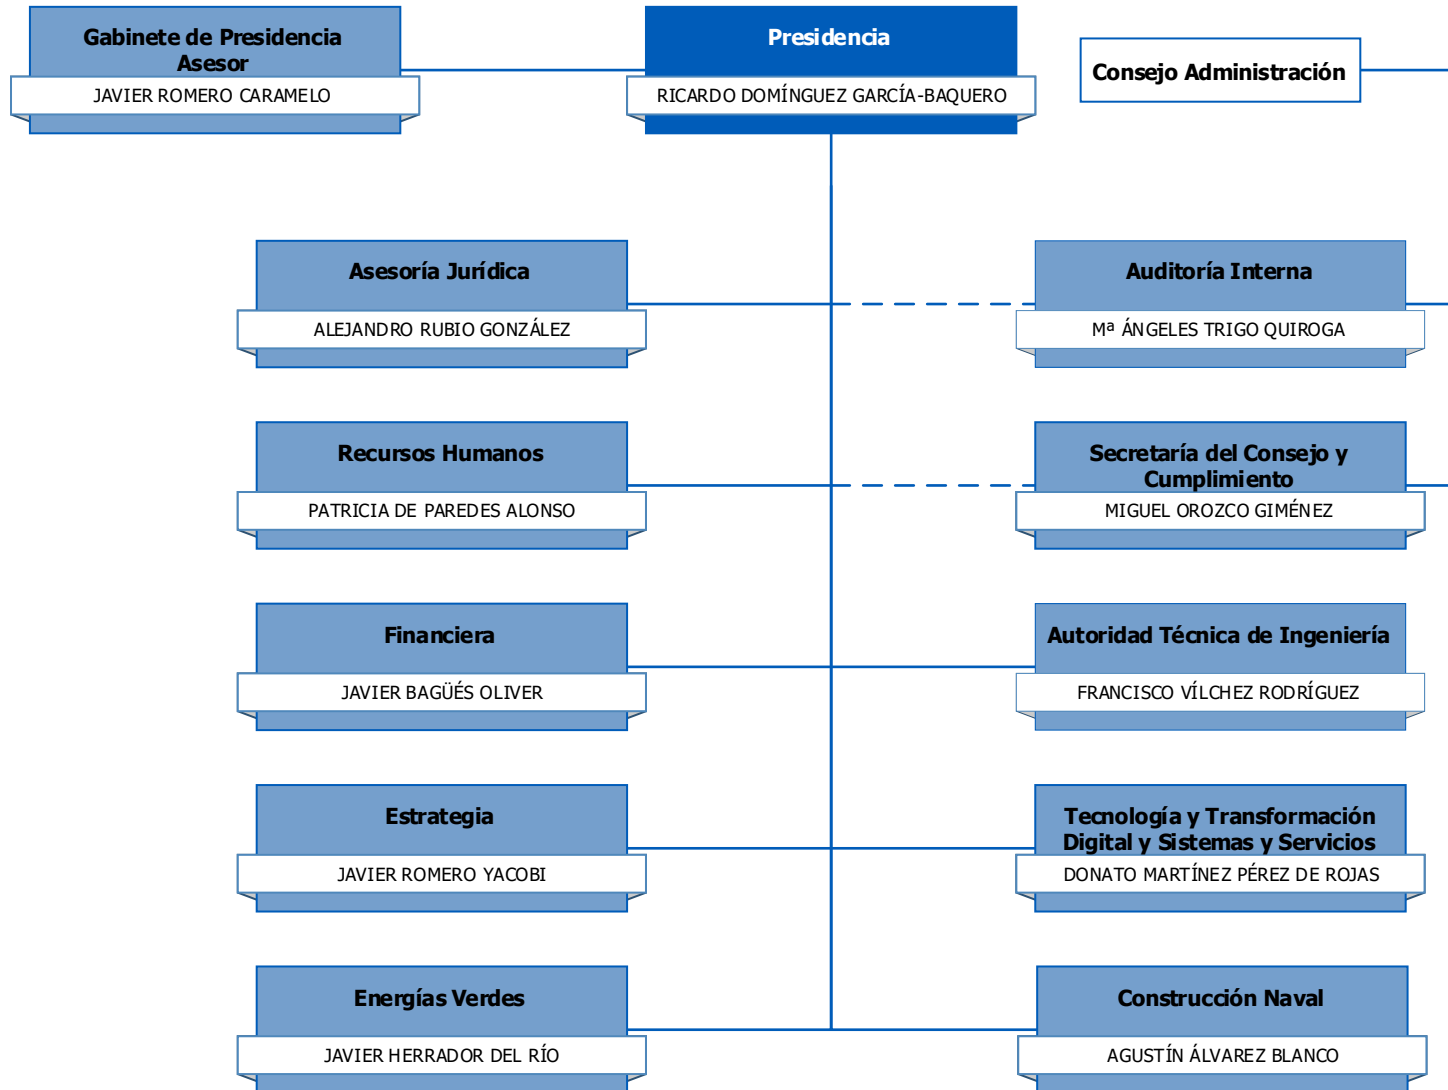 Gabinete de Presidencia
Asesor
JAVIER ROMERO CARAMELO
Presidencia
RICARDO DOMÍNGUEZ GARCÍA-BAQUERO
Consejo Administración
Asesoría Jurídica
ALEJANDRO RUBIO GONZÁLEZ
Auditoría Interna
Mª ÁNGELES TRIGO QUIROGA
Recursos Humanos
PATRICIA DE PAREDES ALONSO
Secretaría del Consejo y
Cumplimiento
MIGUEL OROZCO GIMÉNEZ
Financiera
JAVIER BAGÜÉS OLIVER
Autoridad Técnica de Ingeniería
FRANCISCO VÍLCHEZ RODRÍGUEZ
Estrategia
JAVIER ROMERO YACOBI
Tecnología y Transformación
Digital y Sistemas y Servicios
DONATO MARTÍNEZ PÉREZ DE ROJAS
Energías Verdes
JAVIER HERRADOR DEL RÍO
Construcción Naval
AGUSTÍN ÁLVAREZ BLANCO